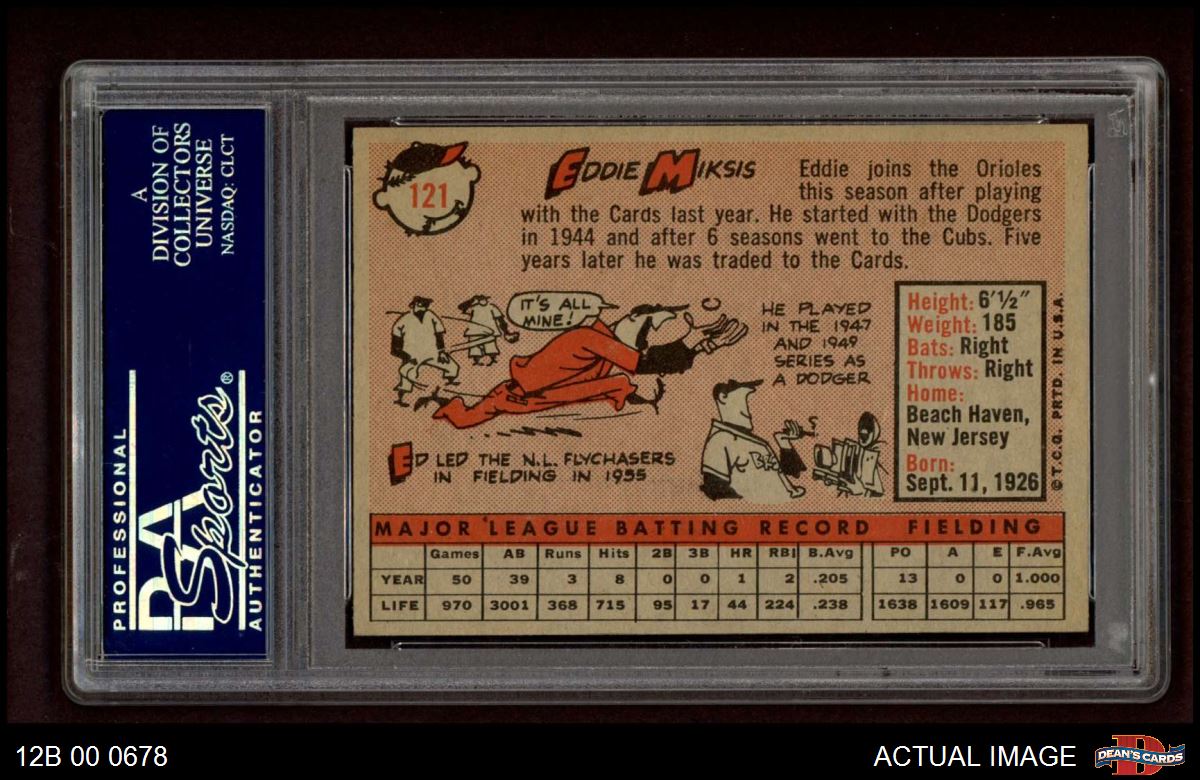 A
DIVISION OF
COLLECTORS
UNIVERSE
NASDAQ: CLCT
PROFESSIONAL
PSA
Sports®
AUTHENTICATOR
121
EDDIE MIKSIS
Eddie joins the Orioles
this season after playing
with the Cards last year. He started with the Dodgers
in 1944 and after 6 seasons went to the Cubs. Five
years later he was traded to the Cards.
IT'S ALL
MINE!
HE PLAYED
IN THE 1947
AND 1949
SERIES AS
A DODGER
ED LED THE N.L. FLYCHASERS
IN FIELDING IN 1955
Height: 6'½"
Weight: 185
Bats: Right
Throws: Right
Home:
Beach Haven,
New Jersey
Born:
Sept. 11, 1926
©T.C.G. PRTD. IN U.S.A.
MAJOR LEAGUE BATTING RECORD FIELDING
Games AB Runs Hits 2B 3B HR RBI B.Avg PO A E F.Avg
YEAR 50 39 3 8 0 0 1 2 .205 13 0 0 1.000
LIFE 970 3001 368 715 95 17 44 224 .238 1638 1609 117 .965
12B 00 0678
ACTUAL IMAGE
DEAN'S CARDS